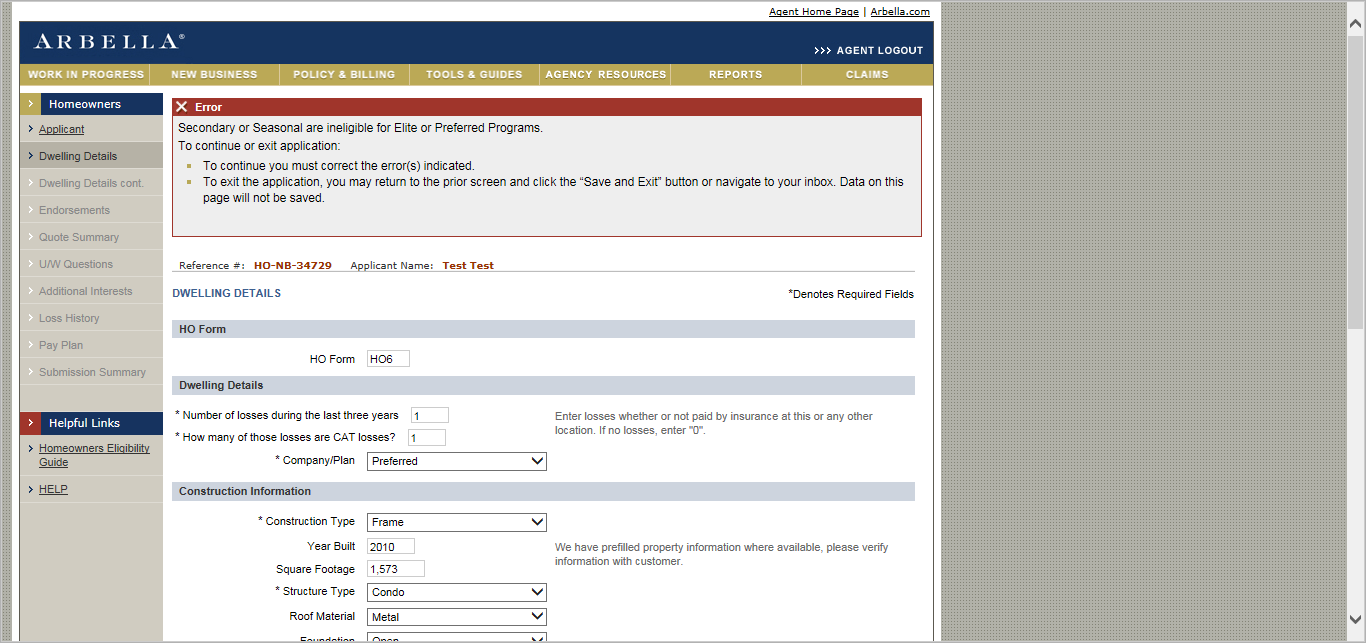 Agent Home Page | Arbella.com
ARBELLA®
>>> AGENT LOGOUT
WORK IN PROGRESS NEW BUSINESS POLICY & BILLING TOOLS & GUIDES AGENCY RESOURCES REPORTS CLAIMS
Homeowners
Applicant
Dwelling Details
Dwelling Details cont.
Endorsements
Quote Summary
U/W Questions
Additional Interests
Loss History
Pay Plan
Submission Summary
Helpful Links
Homeowners Eligibility
Guide
HELP
Error
Secondary or Seasonal are ineligible for Elite or Preferred Programs.
To continue or exit application:
To continue you must correct the error(s) indicated.
To exit the application, you may return to the prior screen and click the “Save and Exit” button or navigate to your inbox. Data on this
page will not be saved.
Reference #: HO-NB-34729 Applicant Name: Test Test
DWELLING DETAILS
*Denotes Required Fields
HO Form
HO Form HO6
Dwelling Details
* Number of losses during the last three years 1
Enter losses whether or not paid by insurance at this or any other
location. If no losses, enter "0".
* How many of those losses are CAT losses? 1
* Company/Plan Preferred
Construction Information
* Construction Type Frame
Year Built 2010
We have prefilled property information where available, please verify
information with customer.
Square Footage 1,573
* Structure Type Condo
Roof Material Metal
Foundation Open